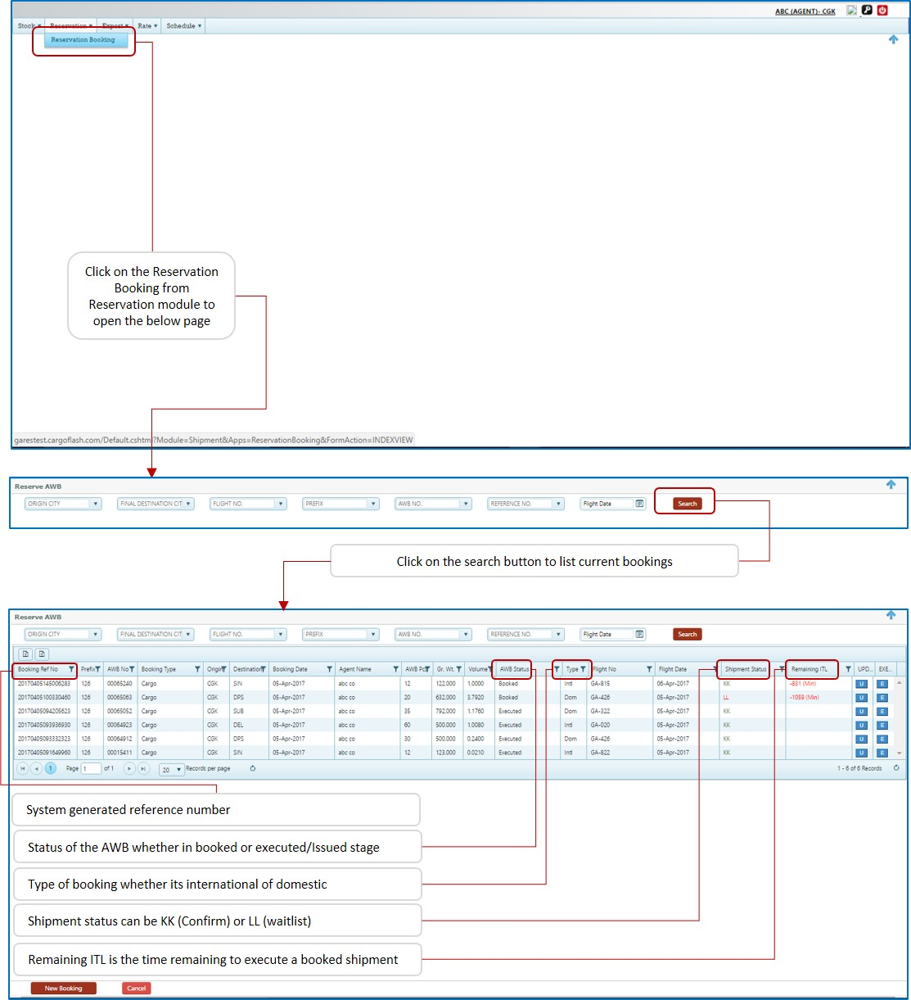 ABC (AGENT)- CGK
Stock Reservation Export Rate Schedule
Reservation Booking
Click on the Reservation
Booking from
Reservation module to
open the below page
garestest.cargoflash.com/Default.cshtml?Module=Shipment&Apps=ReservationBooking&FormAction=INDEXVIEW
Reserve AWB
ORIGIN CITY FINAL DESTINATION CIT FLIGHT NO. PREFIX AWB NO. REFERENCE NO. Flight Date Search
Click on the search button to list current bookings
Reserve AWB
ORIGIN CITY FINAL DESTINATION CIT FLIGHT NO. PREFIX AWB NO. REFERENCE NO. Flight Date Search
Booking Ref No Prefix AWB No Booking Type Origin Destination Booking Date Agent Name AWB Pcs Gr. Wt. Volume AWB Status Type Flight No Flight Date Shipment Status Remaining ITL UPD... EXE...
20170405145006283 126 00065240 Cargo CGK SIN 05-Apr-2017 abc co 12 122.000 1.0000 Booked Intl GA-815 06-Apr-2017 KK -831 (Min) U E
20170405100330460 126 00065063 Cargo CGK DPS 05-Apr-2017 abc co 20 632.000 3.7920 Booked Dom GA-426 05-Apr-2017 LL -1059 (Min) U E
20170405094205623 126 00065052 Cargo CGK SUB 05-Apr-2017 abc co 35 792.000 1.1760 Executed Dom GA-322 05-Apr-2017 KK U E
20170405093936930 126 00064923 Cargo CGK DEL 05-Apr-2017 abc co 60 500.000 1.0080 Executed Intl GA-020 05-Apr-2017 KK U E
20170405093332323 126 00064912 Cargo CGK DPS 05-Apr-2017 abc co 30 500.000 0.2400 Executed Dom GA-426 05-Apr-2017 KK U E
20170405091649960 126 00015411 Cargo CGK SIN 05-Apr-2017 abc co 12 123.000 0.0210 Executed Intl GA-822 05-Apr-2017 KK U E
1 Page 1 of 1 20 Records per page 1 - 6 of 6 Records
System generated reference number
Status of the AWB whether in booked or executed/Issued stage
Type of booking whether its international of domestic
Shipment status can be KK (Confirm) or LL (waitlist)
Remaining ITL is the time remaining to execute a booked shipment
New Booking Cancel